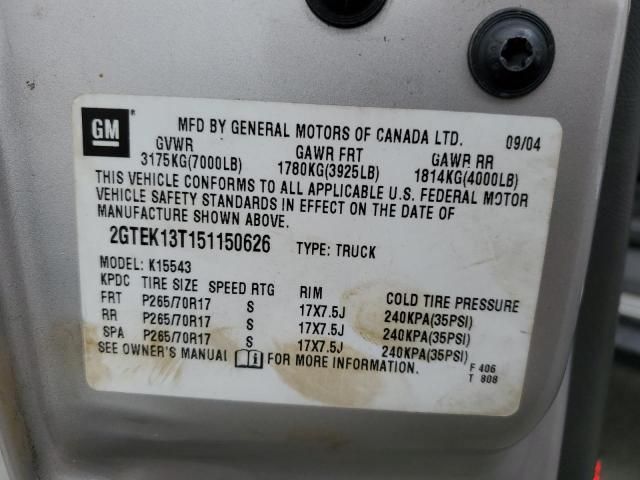 GM
MFD BY GENERAL MOTORS OF CANADA LTD. 09/04
GVWR GAWR FRT GAWR RR
3175KG(7000LB) 1780KG(3925LB) 1814KG(4000LB)
THIS VEHICLE CONFORMS TO ALL APPLICABLE U.S. FEDERAL MOTOR
VEHICLE SAFETY STANDARDS IN EFFECT ON THE DATE OF
MANUFACTURE SHOWN ABOVE.
2GTEK13T151150626 TYPE: TRUCK
MODEL: K15543
KPDC TIRE SIZE SPEED RTG RIM COLD TIRE PRESSURE
FRT P265/70R17 S 17X7.5J 240KPA(35PSI)
RR P265/70R17 S 17X7.5J 240KPA(35PSI)
SPA P265/70R17 S 17X7.5J 240KPA(35PSI)
SEE OWNER'S MANUAL FOR MORE INFORMATION.
F 406
T 808